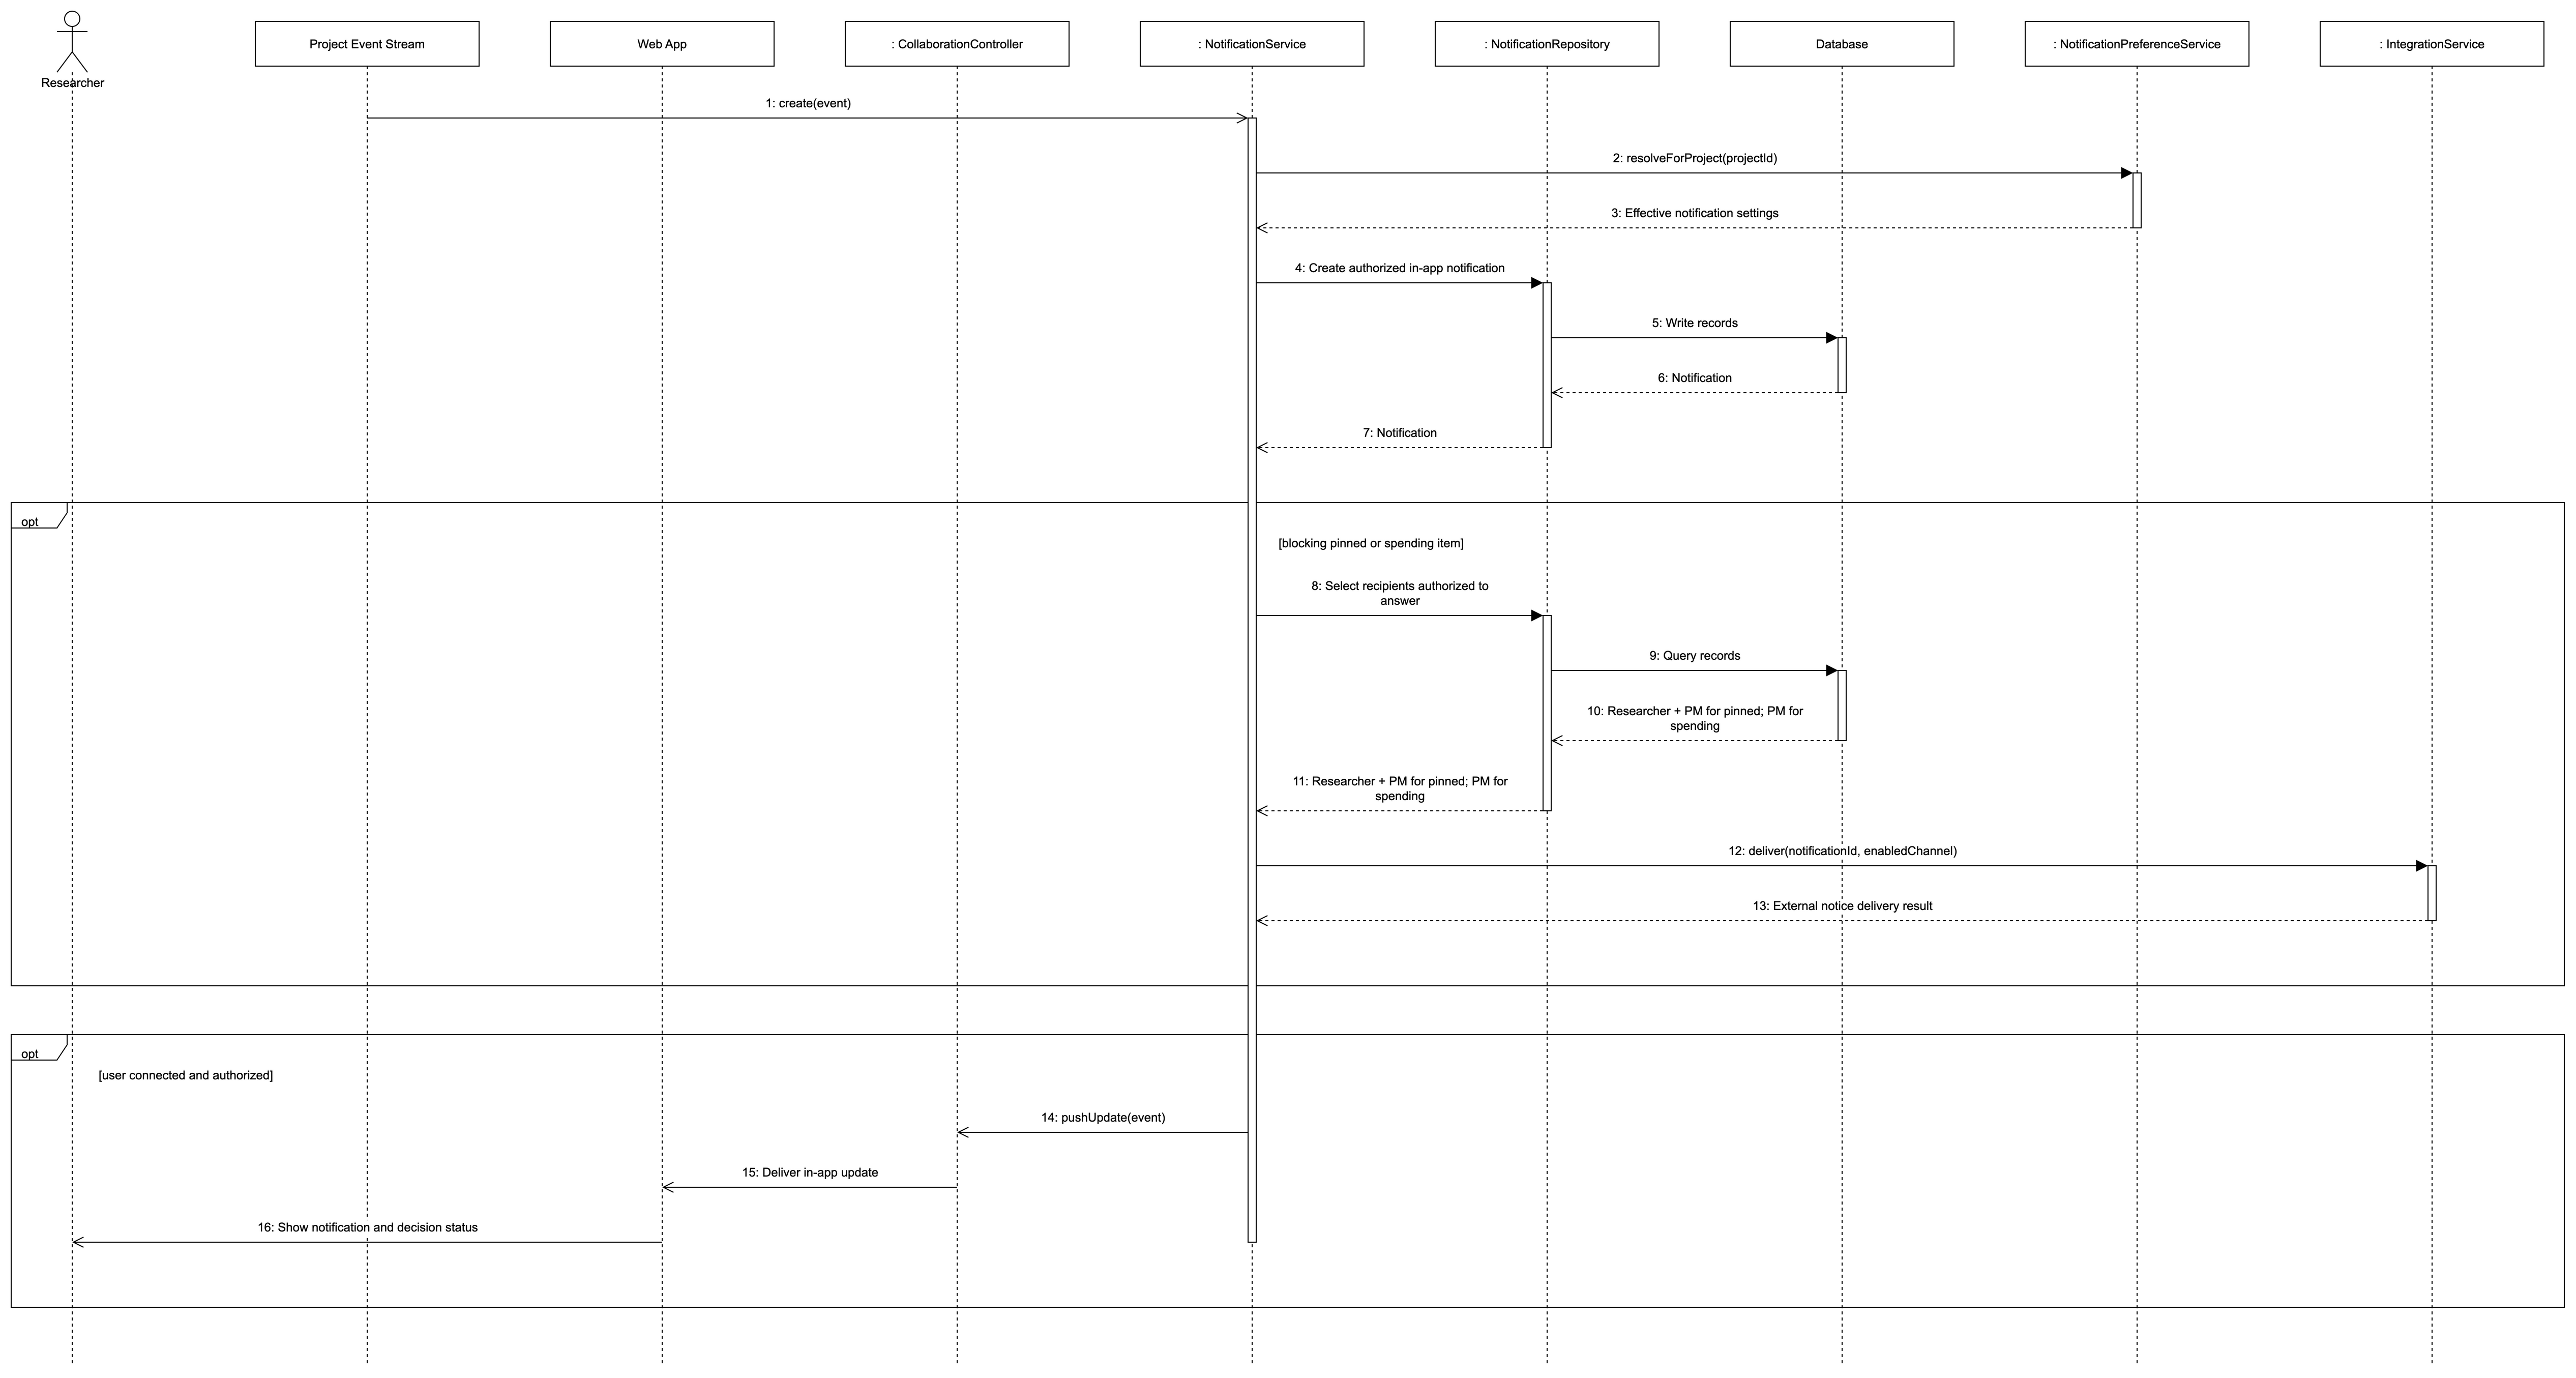 Researcher
Project Event Stream
Web App
: CollaborationController
: NotificationService
: NotificationRepository
Database
: NotificationPreferenceService
: IntegrationService
1: create(event)
2: resolveForProject(projectId)
3: Effective notification settings
4: Create authorized in-app notification
5: Write records
6: Notification
7: Notification
opt
[blocking pinned or spending item]
8: Select recipients authorized to
answer
9: Query records
10: Researcher + PM for pinned; PM for
spending
11: Researcher + PM for pinned; PM for
spending
12: deliver(notificationId, enabledChannel)
13: External notice delivery result
opt
[user connected and authorized]
14: pushUpdate(event)
15: Deliver in-app update
16: Show notification and decision status